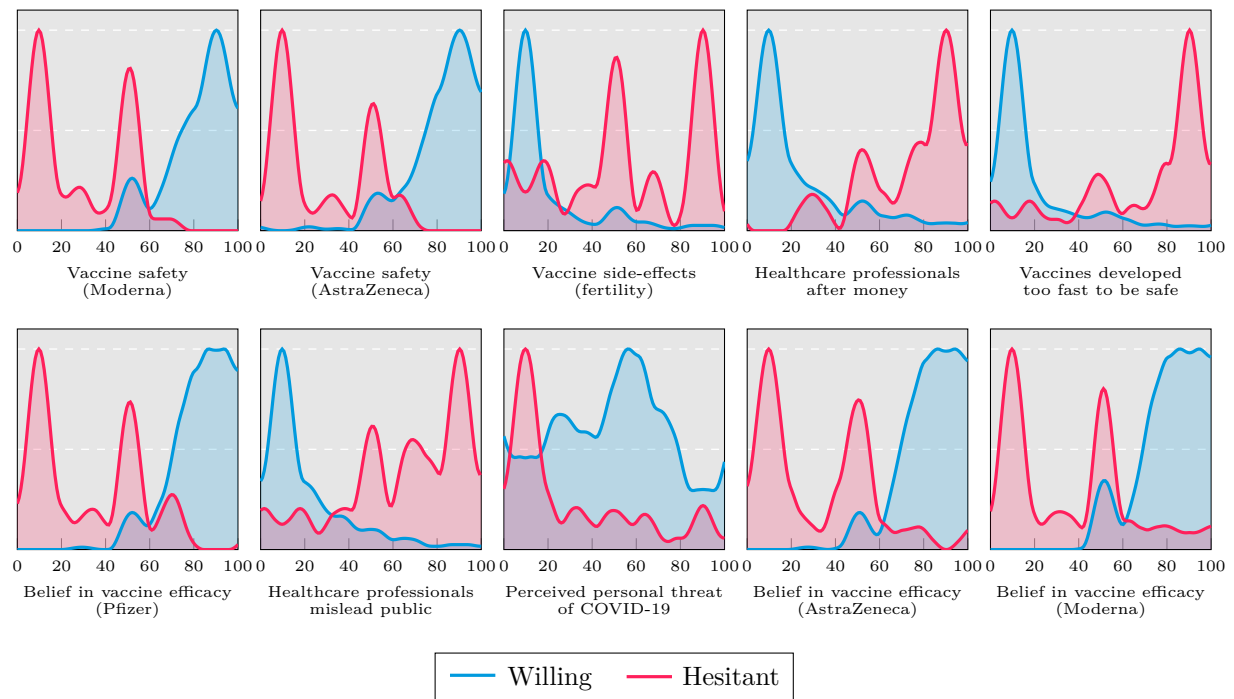 0 20 40 60 80 100
Vaccine safety
(Moderna)
0 20 40 60 80 100
Vaccine safety
(AstraZeneca)
0 20 40 60 80 100
Vaccine side-effects
(fertility)
0 20 40 60 80 100
Healthcare professionals
after money
0 20 40 60 80 100
Vaccines developed
too fast to be safe
0 20 40 60 80 100
Belief in vaccine efficacy
(Pfizer)
0 20 40 60 80 100
Healthcare professionals
mislead public
0 20 40 60 80 100
Perceived personal threat
of COVID-19
0 20 40 60 80 100
Belief in vaccine efficacy
(AstraZeneca)
0 20 40 60 80 100
Belief in vaccine efficacy
(Moderna)
Willing Hesitant